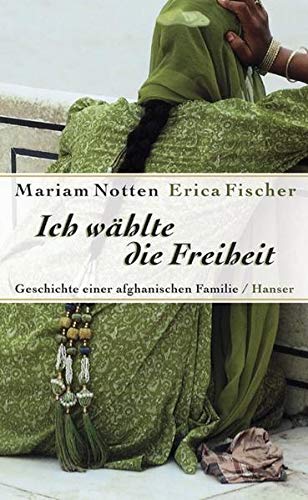 Mariam Notten Erica Fischer
Ich wählte
die Freiheit
Geschichte einer afghanischen Familie / Hanser